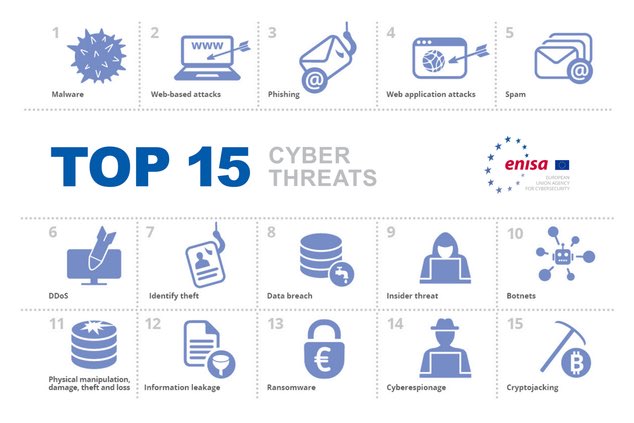 1
2
3
4
5
www
@
@
Malware
Web-based attacks
Phishing
Web application attacks
Spam
TOP 15
CYBER
THREATS
enisa
EUROPEAN
UNION AGENCY
FOR CYBERSECURITY
6
7
8
9
10
DDoS
Identify theft
Data breach
Insider threat
Botnets
11
12
13
14
15
€
Physical manipulation,
damage, theft and loss
Information leakage
Ransomware
Cyberespionage
Cryptojacking